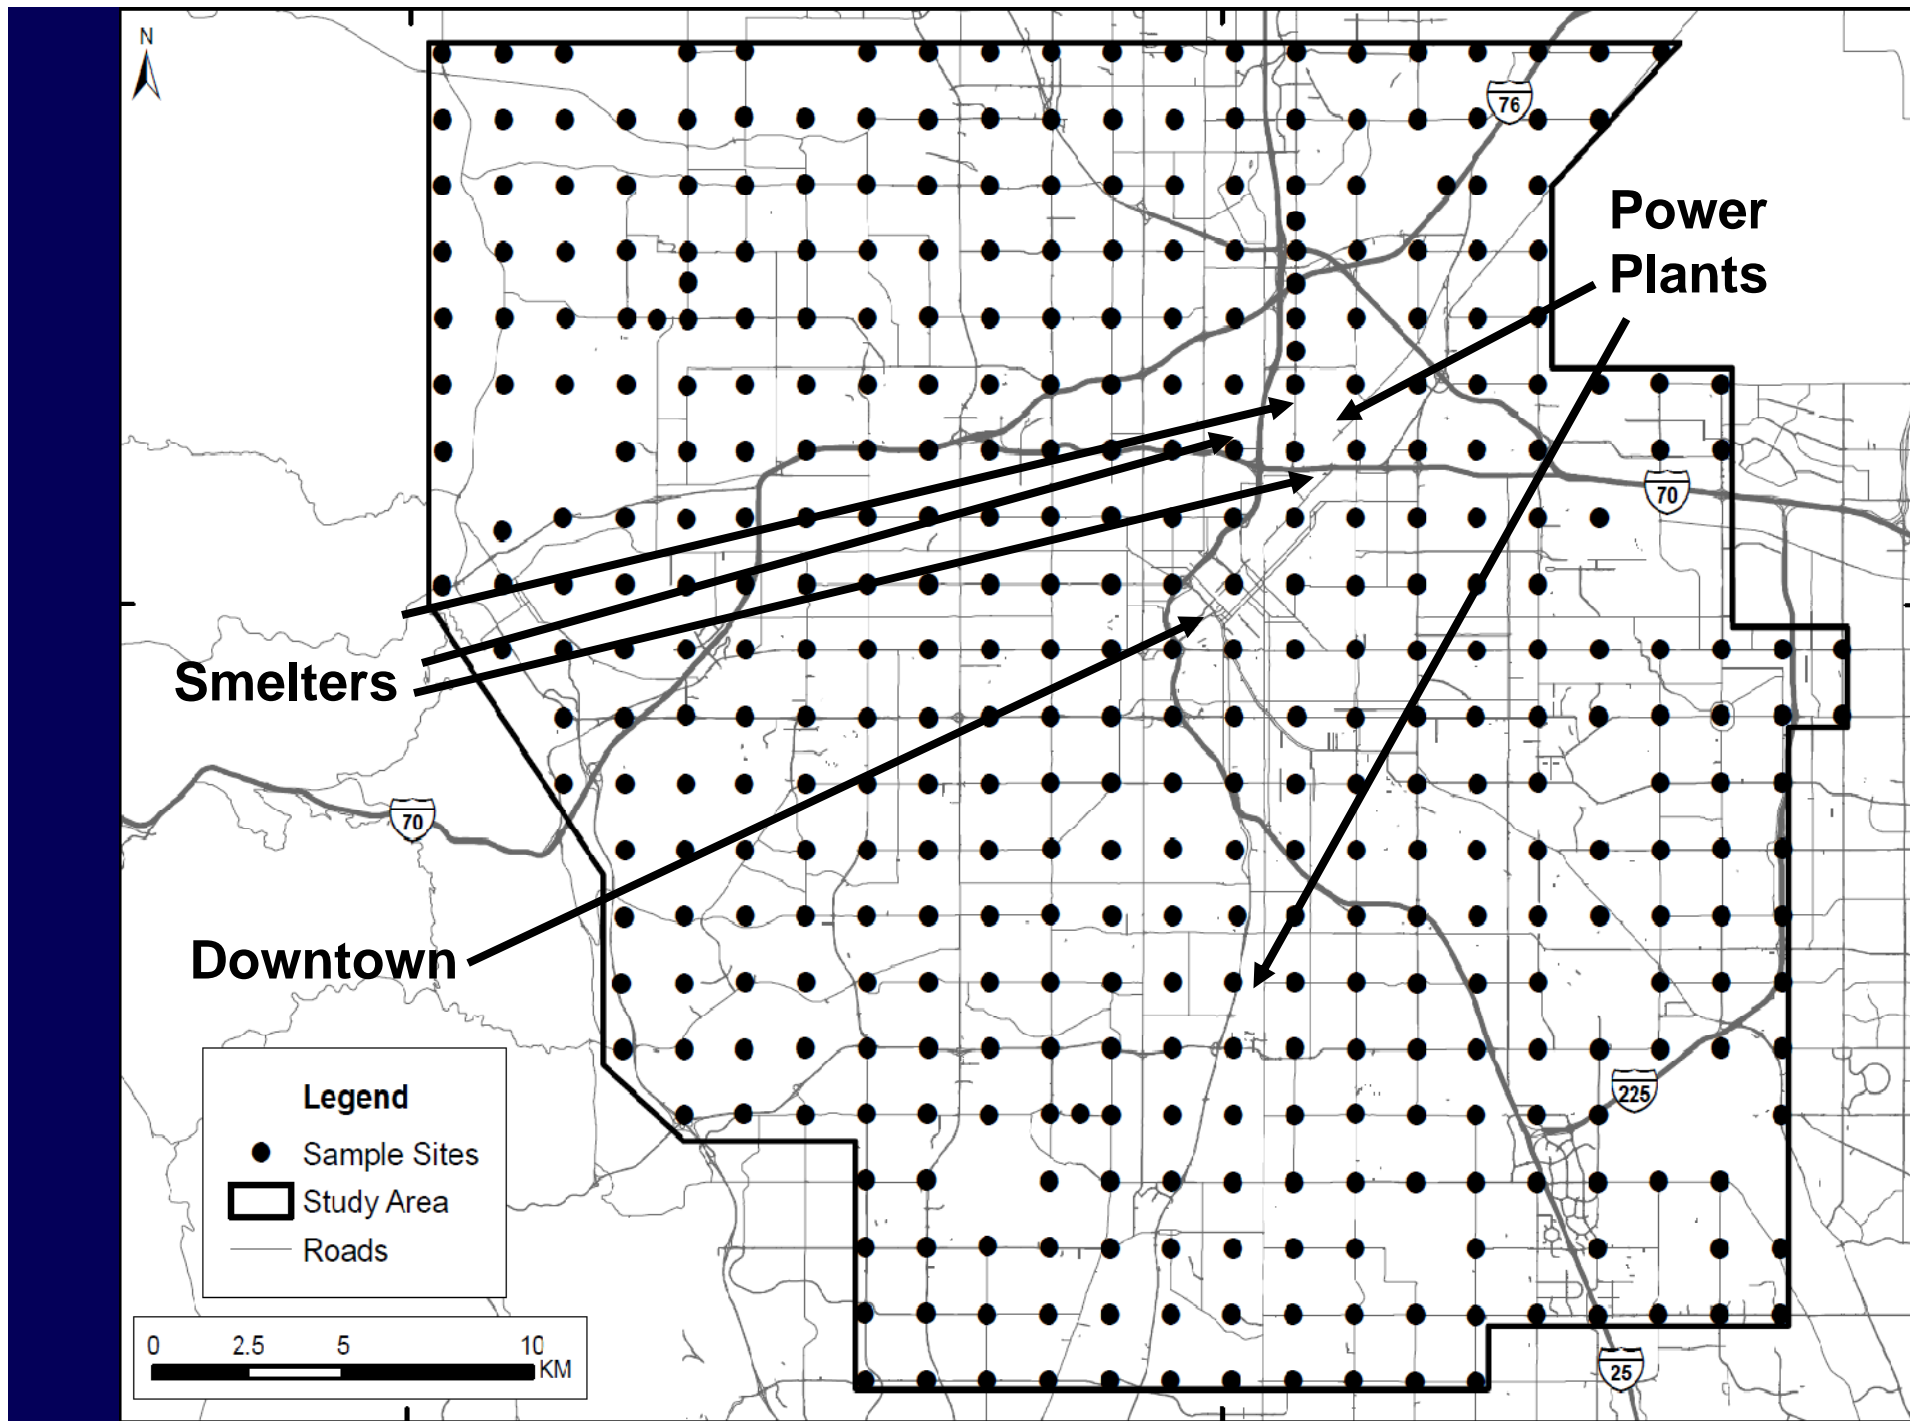 N
76
Power
Plants
70
Smelters
70
Downtown
Legend
Sample Sites
Study Area
Roads
225
0 2.5 5 10
KM
25